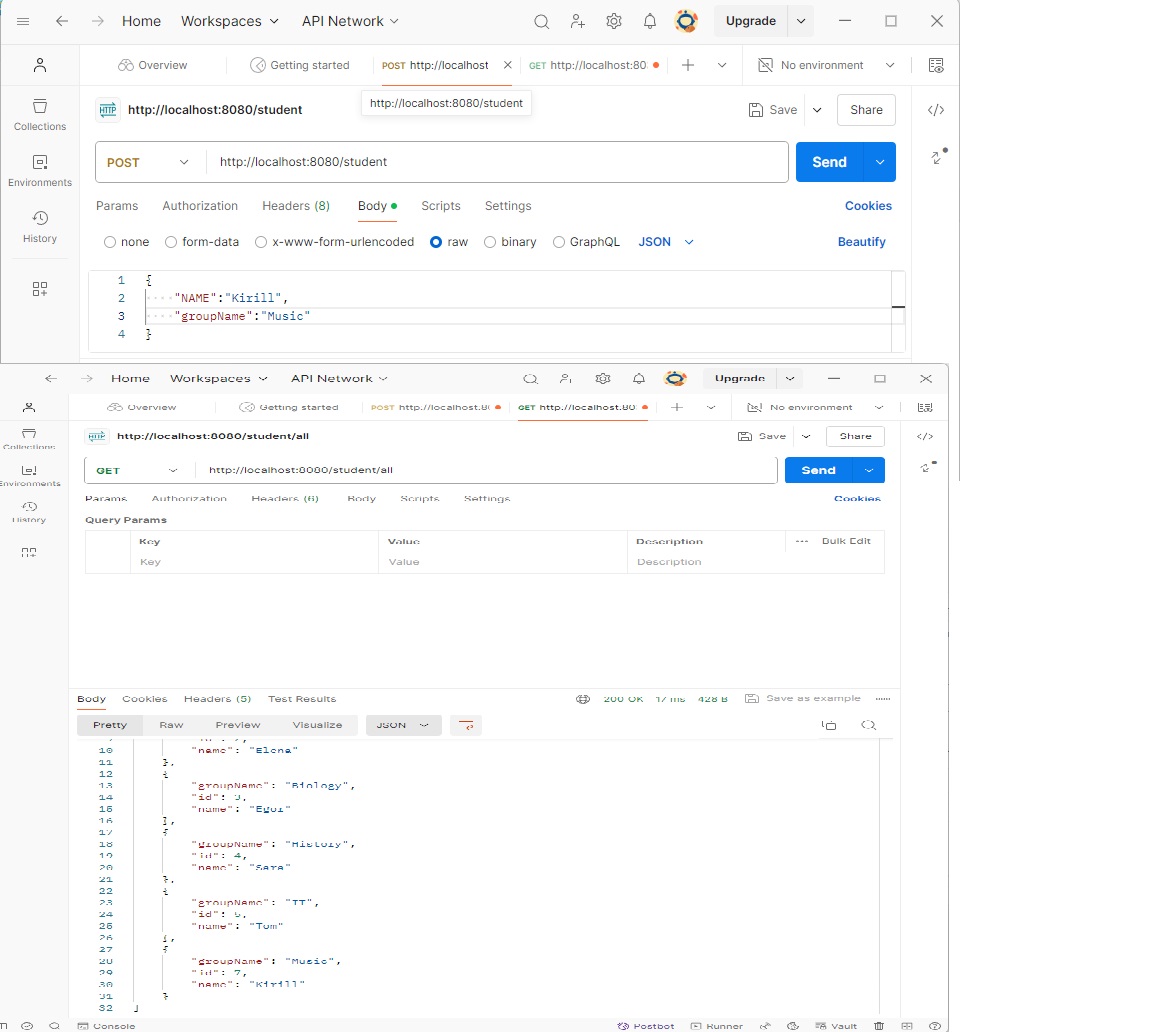 Home Workspaces API Network Upgrade
Overview Getting started POST http://localhost GET http://localhost:80 No environment
http://localhost:8080/student
HTTP http://localhost:8080/student Save Share </>
Collections
POST http://localhost:8080/student Send
Environments
Params Authorization Headers (8) Body Scripts Settings Cookies
History
none form-data x-www-form-urlencoded raw binary GraphQL JSON Beautify
1 {
2 "NAME":"Kirill",
3 "groupName":"Music"
4 }
Home Workspaces API Network Upgrade
Overview Getting started POST http://localhost:8 GET http://localhost:80 No environment
HTTP http://localhost:8080/student/all Save Share </>
Collections
GET http://localhost:8080/student/all Send
Environments
Params Authorization Headers (6) Body Scripts Settings Cookies
History
Query Params
Key Value Description Bulk Edit
Key Value Description
Body Cookies Headers (5) Test Results 200 OK 17 ms 428 B Save as example
Pretty Raw Preview Visualize JSON
10 "name": "Elena"
11 },
12 {
13 "groupName": "Biology",
14 "id": 3,
15 "name": "Egor"
16 },
17 {
18 "groupName": "History",
19 "id": 4,
20 "name": "Sara"
21 },
22 {
23 "groupName": "IT",
24 "id":
25 "name": "Tom"
26 },
27 {
28 "groupName": "Music",
29 "id": 7,
30 "name": "Kirill"
31 }
32 ]
Console Postbot Runner Vault